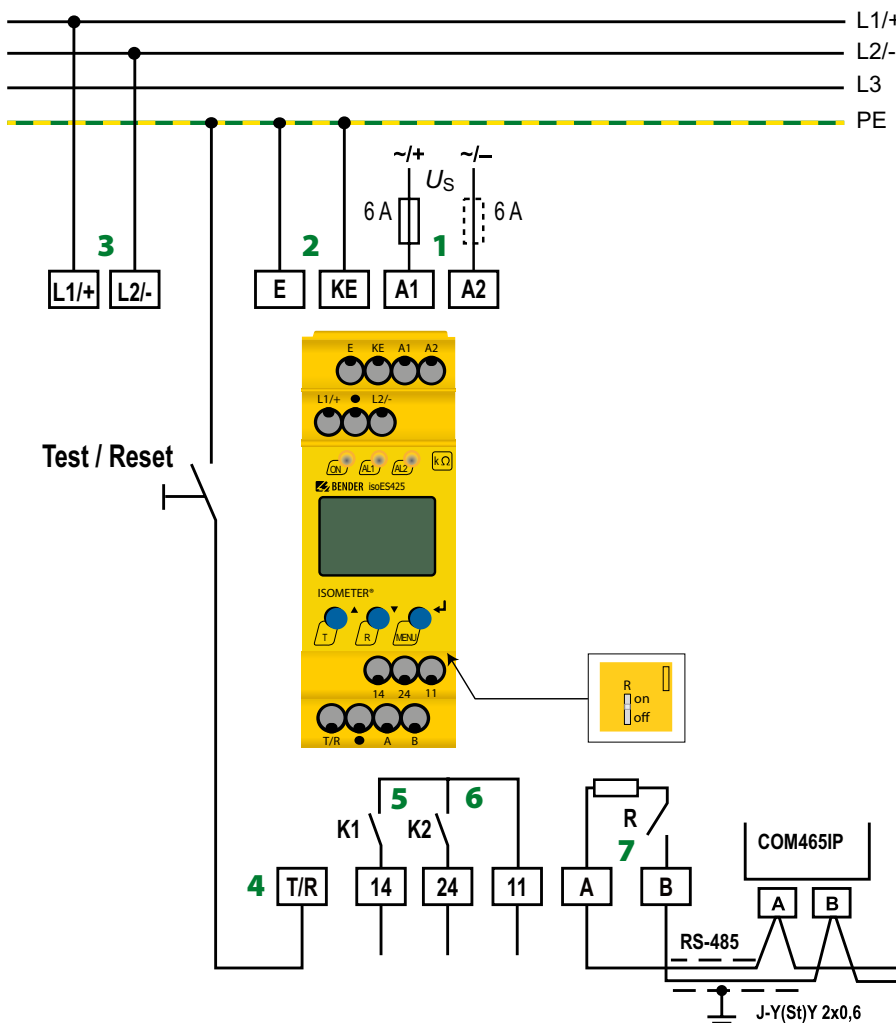 L1/+
L2/-
L3
PE
~/+ ~/–
US
6 A 6 A
3 2 1
L1/+ L2/- E KE A1 A2
E KE A1 A2
L1/+ L2/-
Test / Reset
ON AL1 AL2 kΩ
BENDER isoES425
ISOMETER®
T R MENU
14 24 11
T/R A B
R
on
off
5 6
K1 K2 R
7
COM465IP
4 T/R 14 24 11 A B
A B
RS-485
J-Y(St)Y 2x0,6